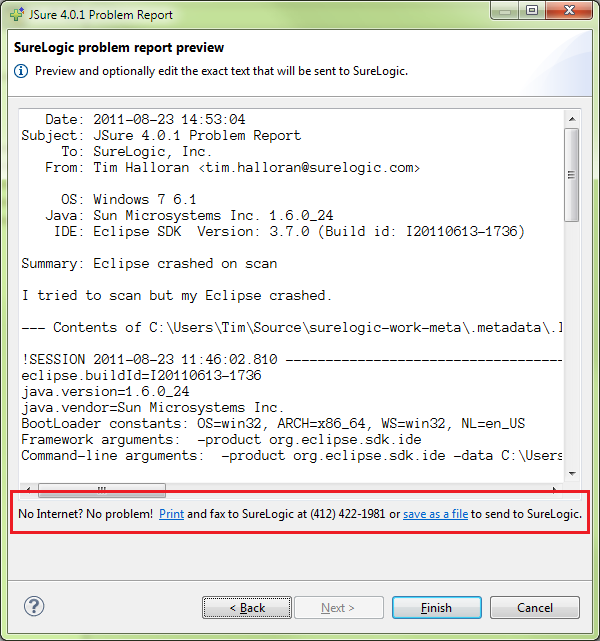 JSure 4.0.1 Problem Report
SureLogic problem report preview
Preview and optionally edit the exact text that will be sent to SureLogic.
Date: 2011-08-23 14:53:04
Subject: JSure 4.0.1 Problem Report
To: SureLogic, Inc.
From: Tim Halloran <tim.halloran@surelogic.com>
OS: Windows 7 6.1
Java: Sun Microsystems Inc. 1.6.0_24
IDE: Eclipse SDK  Version: 3.7.0 (Build id: I20110613-1736)
Summary: Eclipse crashed on scan
I tried to scan but my Eclipse crashed.
--- Contents of C:\Users\Tim\Source\surelogic-work-meta\.metadata\.
!SESSION 2011-08-23 11:46:02.810 -----------------------------------
eclipse.buildId=I20110613-1736
java.version=1.6.0_24
java.vendor=Sun Microsystems Inc.
BootLoader constants: OS=win32, ARCH=x86_64, WS=win32, NL=en_US
Framework arguments:  -product org.eclipse.sdk.ide
Command-line arguments:  -product org.eclipse.sdk.ide -data C:\Users
No Internet? No problem! Print and fax to SureLogic at (412) 422-1981 or save as a file to send to SureLogic.
?
< Back
Next >
Finish
Cancel